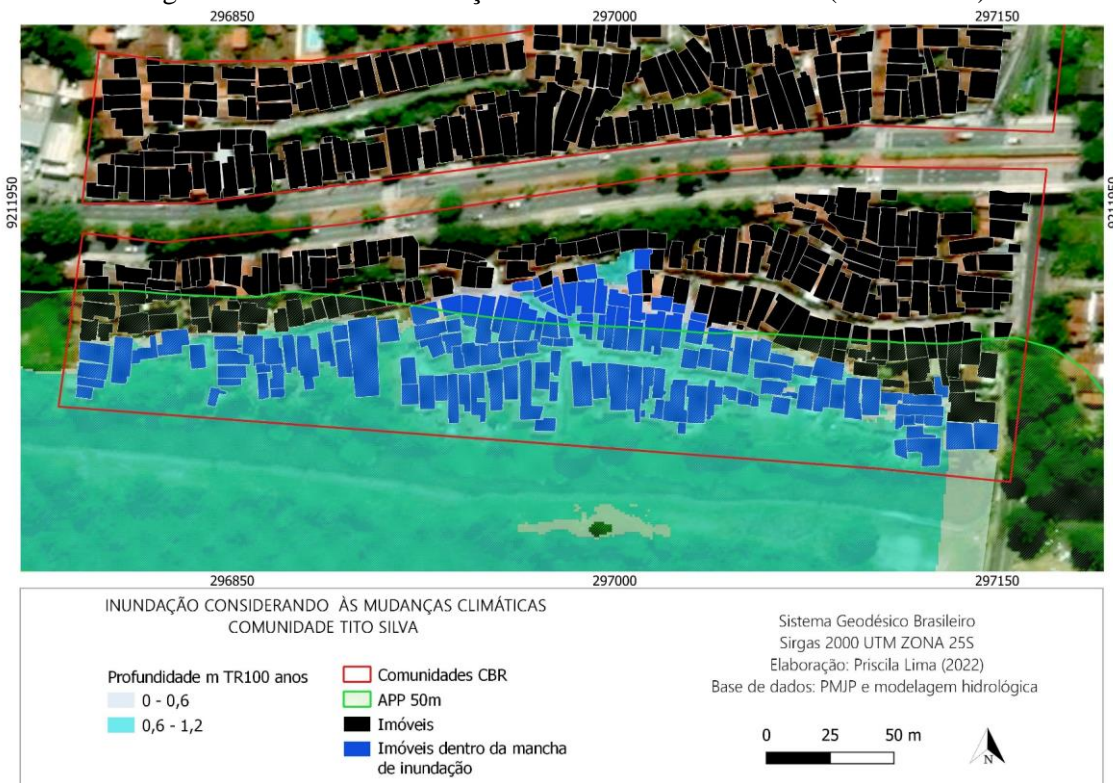 296850 297000 297150
9211950 9211950
296850 297000 297150
INUNDAÇÃO CONSIDERANDO ÀS MUDANÇAS CLIMÁTICAS
COMUNIDADE TITO SILVA
Profundidade m TR100 anos
0 - 0,6
0,6 - 1,2
Comunidades CBR
APP 50m
Imóveis
Imóveis dentro da mancha
de inundação
Sistema Geodésico Brasileiro
Sirgas 2000 UTM ZONA 25S
Elaboração: Priscila Lima (2022)
Base de dados: PMJP e modelagem hidrológica
0 25 50 m
N